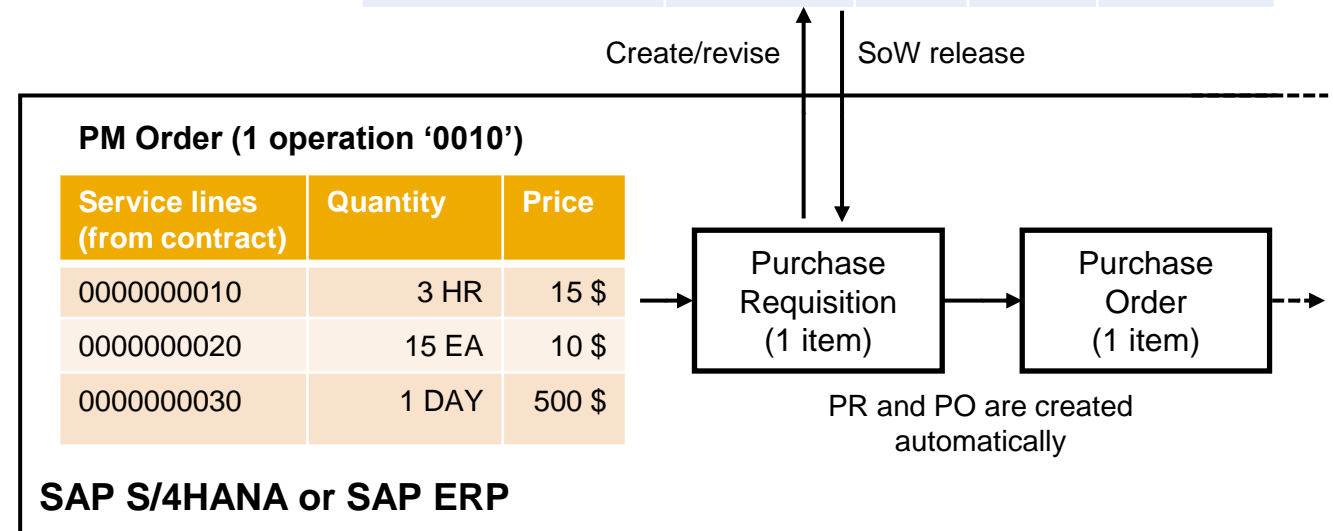 Create/revise
SoW release
PM Order (1 operation ‘0010’)
Service lines Quantity Price
(from contract)
0000000010 3 HR 15 $
0000000020 15 EA 10 $
0000000030 1 DAY 500 $
Purchase
Requisition
(1 item)
Purchase
Order
(1 item)
PR and PO are created
automatically
SAP S/4HANA or SAP ERP